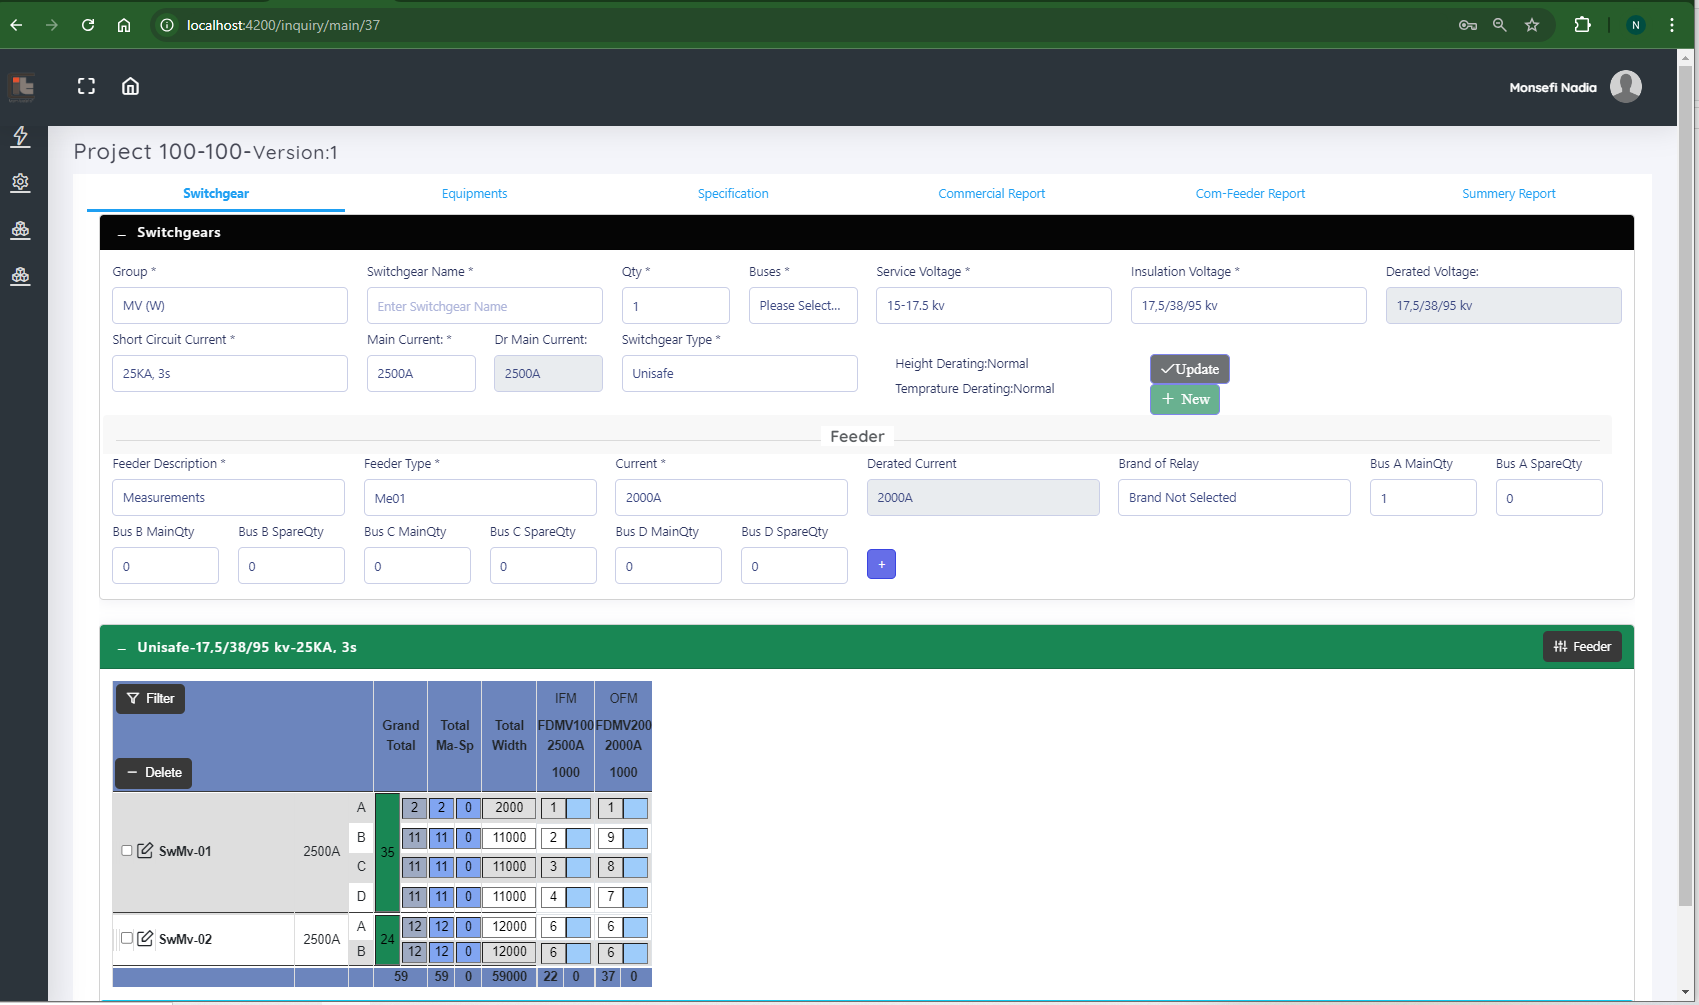 localhost:4200/inquiry/main/37
N
it
Monsefi Nadia
Project 100-100-Version:1
Switchgear Equipments Specification Commercial Report Com-Feeder Report Summery Report
– Switchgears
Group * Switchgear Name * Qty * Buses * Service Voltage * Insulation Voltage * Derated Voltage:
MV (W) Enter Switchgear Name 1 Please Select... 15-17.5 kv 17,5/38/95 kv 17,5/38/95 kv
Short Circuit Current * Main Current: * Dr Main Current: Switchgear Type *
25KA, 3s 2500A 2500A Unisafe
Height Derating:Normal
Temprature Derating:Normal
Update
+ New
Feeder
Feeder Description * Feeder Type * Current * Derated Current Brand of Relay Bus A MainQty Bus A SpareQty
Measurements Me01 2000A 2000A Brand Not Selected 1 0
Bus B MainQty Bus B SpareQty Bus C MainQty Bus C SpareQty Bus D MainQty Bus D SpareQty
0 0 0 0 0 0 +
– Unisafe-17,5/38/95 kv-25KA, 3s Feeder
Filter IFM OFM
Grand Total Total FDMV100 FDMV200
Total Ma-Sp Width 2500A 2000A
– Delete 1000 1000
A 2 2 0 2000 1 1
B 11 11 0 11000 2 9
SwMv-01 2500A 35
C 11 11 0 11000 3 8
D 11 11 0 11000 4 7
A 12 12 0 12000 6 6
SwMv-02 2500A 24
B 12 12 0 12000 6 6
59 59 0 59000 22 0 37 0